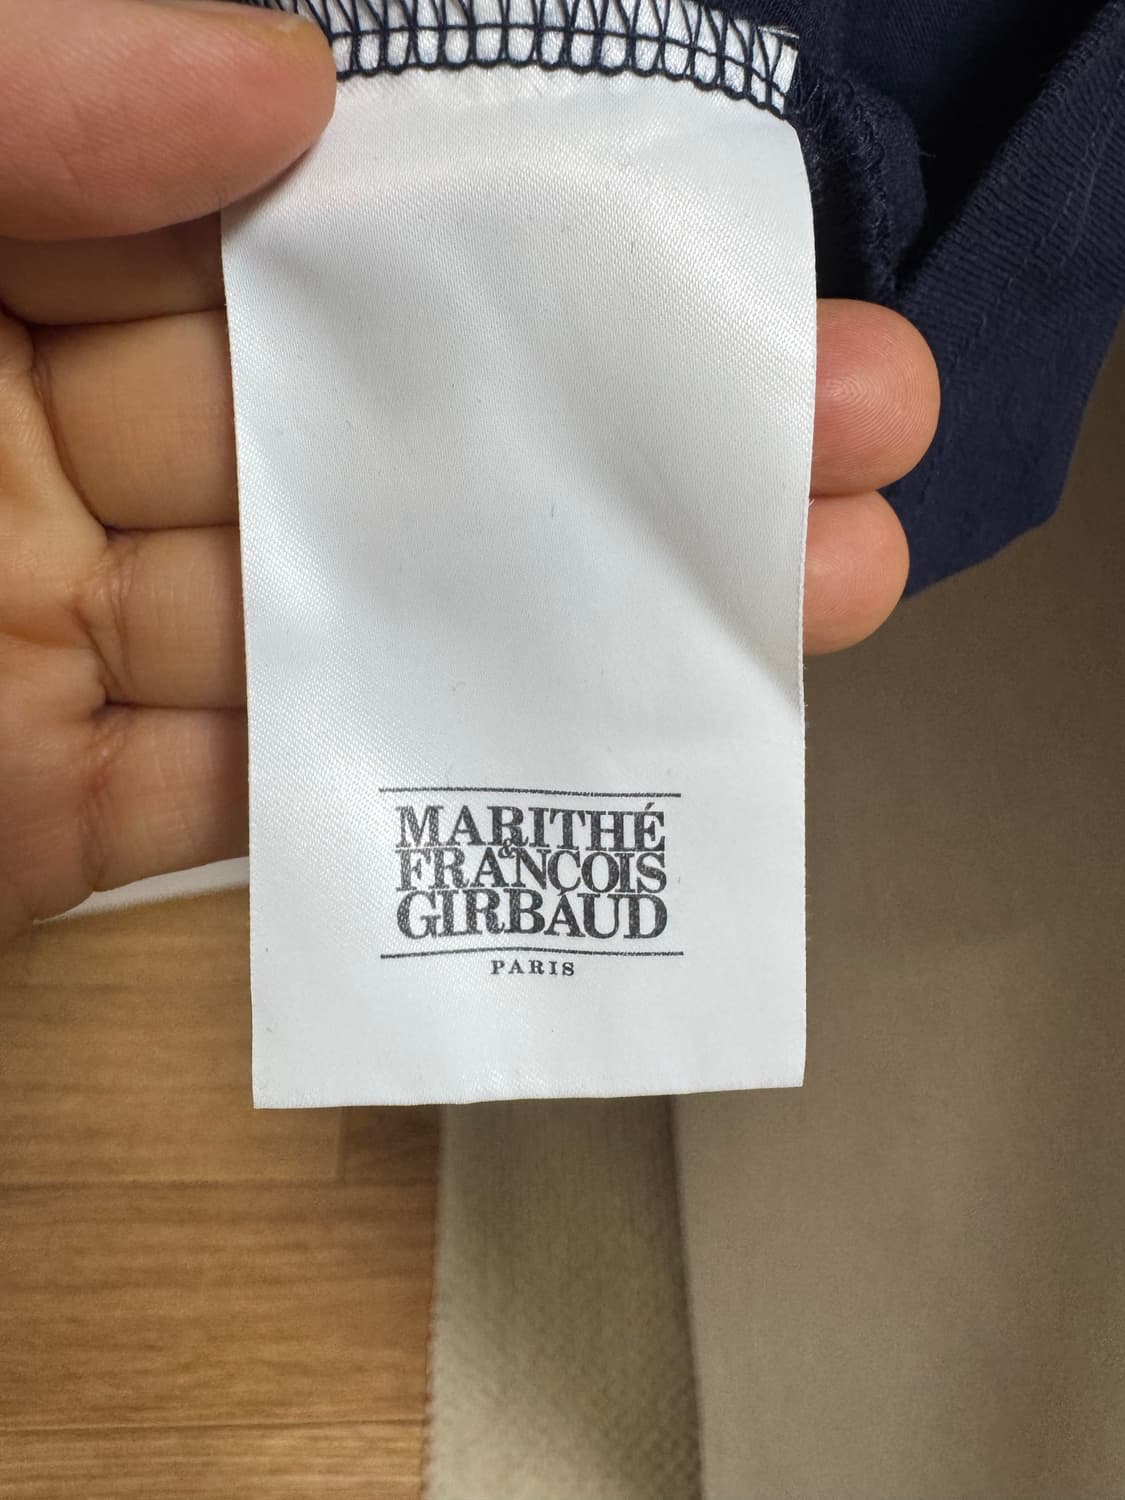 MARITHÉ
&
FRANÇOIS
GIRBAUD
PARIS